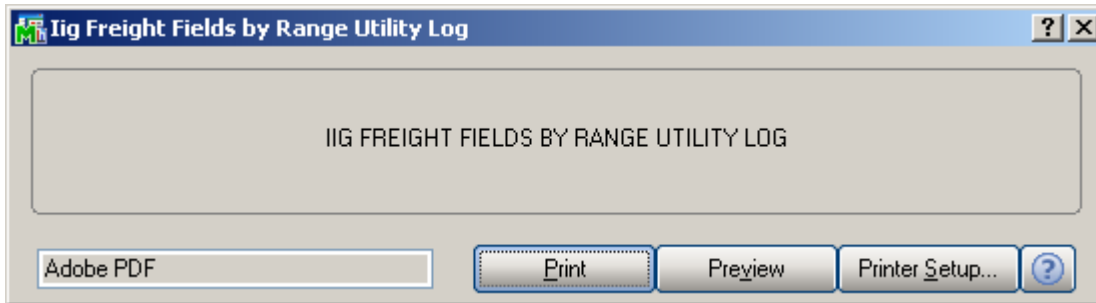 Iig Freight Fields by Range Utility Log ? X
IIG FREIGHT FIELDS BY RANGE UTILITY LOG
Adobe PDF Print Preview Printer Setup... ?